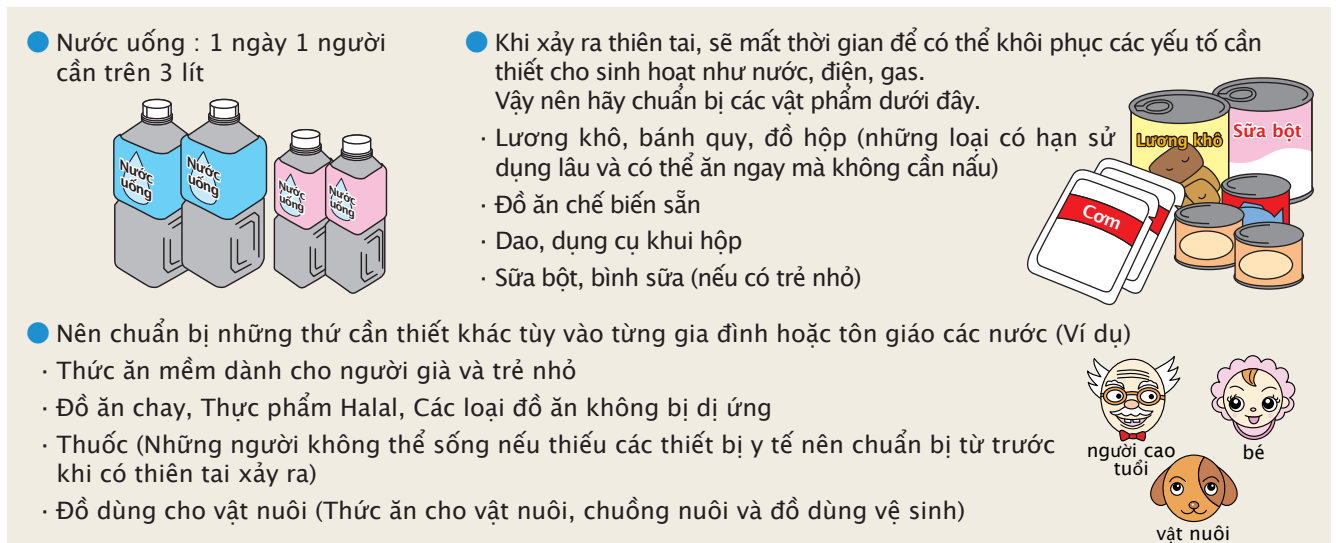 Nước uống : 1 ngày 1 người
cần trên 3 lít
Nước
uống
Nước
uống
Nước
uống
Nước
uống
Khi xảy ra thiên tai, sẽ mất thời gian để có thể khôi phục các yếu tố cần
thiết cho sinh hoạt như nước, điện, gas.
Vậy nên hãy chuẩn bị các vật phẩm dưới đây.
· Lương khô, bánh quy, đồ hộp (những loại có hạn sử
dụng lâu và có thể ăn ngay mà không cần nấu)
· Đồ ăn chế biến sẵn
· Dao, dụng cụ khui hộp
· Sữa bột, bình sữa (nếu có trẻ nhỏ)
Lương khô
Sữa bột
Cơm
Nên chuẩn bị những thứ cần thiết khác tùy vào từng gia đình hoặc tôn giáo các nước (Ví dụ)
· Thức ăn mềm dành cho người già và trẻ nhỏ
· Đồ ăn chay, Thực phẩm Halal, Các loại đồ ăn không bị dị ứng
· Thuốc (Những người không thể sống nếu thiếu các thiết bị y tế nên chuẩn bị từ trước
khi có thiên tai xảy ra)
· Đồ dùng cho vật nuôi (Thức ăn cho vật nuôi, chuồng nuôi và đồ dùng vệ sinh)
người cao
tuổi
bé
vật nuôi